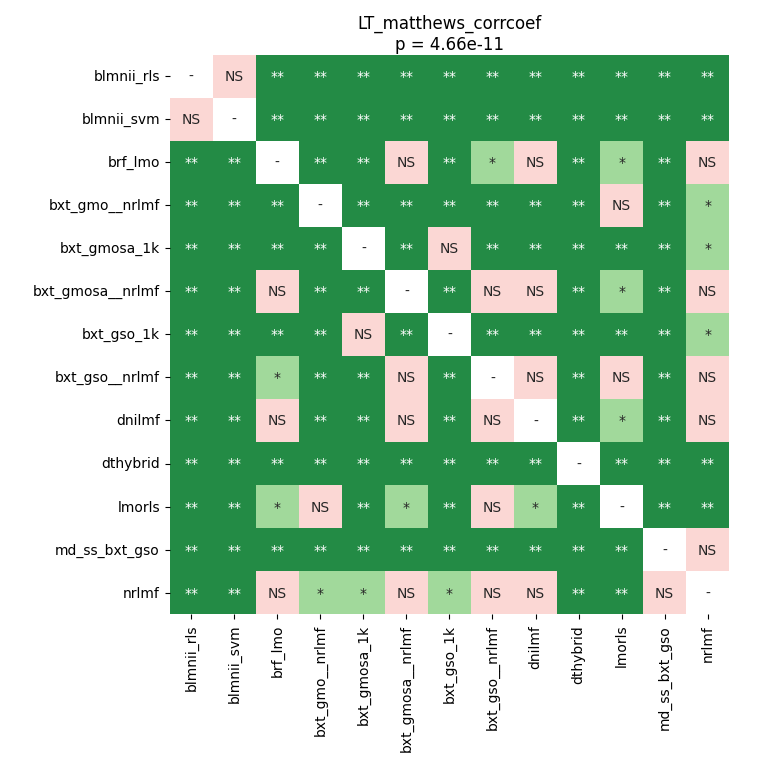 LT_matthews_corrcoef
p = 4.66e-11
blmnii_rls - NS ** ** ** ** ** ** ** ** ** ** **
blmnii_svm NS - ** ** ** ** ** ** ** ** ** ** **
brf_lmo ** ** - ** ** NS ** * NS ** * ** NS
bxt_gmo__nrlmf ** ** ** - ** ** ** ** ** ** NS ** *
bxt_gmosa_1k ** ** ** ** - ** NS ** ** ** ** ** *
bxt_gmosa__nrlmf ** ** NS ** ** - ** NS NS ** * ** NS
bxt_gso_1k ** ** ** ** NS ** - ** ** ** ** ** *
bxt_gso__nrlmf ** ** * ** ** NS ** - NS ** NS ** NS
dnilmf ** ** NS ** ** NS ** NS - ** * ** NS
dthybrid ** ** ** ** ** ** ** ** ** - ** ** **
lmorls ** ** * NS ** * ** NS * ** - ** **
md_ss_bxt_gso ** ** ** ** ** ** ** ** ** ** ** - NS
nrlmf ** ** NS * * NS * NS NS ** ** NS -
blmnii_rls
blmnii_svm
brf_lmo
bxt_gmo__nrlmf
bxt_gmosa_1k
bxt_gmosa__nrlmf
bxt_gso_1k
bxt_gso__nrlmf
dnilmf
dthybrid
lmorls
md_ss_bxt_gso
nrlmf